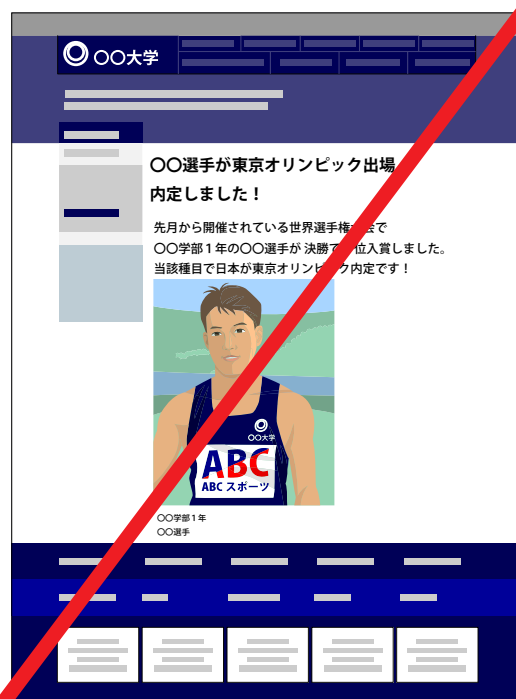 〇〇大学
〇〇選手が東京オリンピック出場
内定しました！
先月から開催されている世界選手権大会で
〇〇学部１年の〇〇選手が 決勝で 位入賞しました。
当該種目で日本が東京オリンピック内定です！
〇〇大学
ABC
ABC スポーツ
〇〇学部１年
〇〇選手